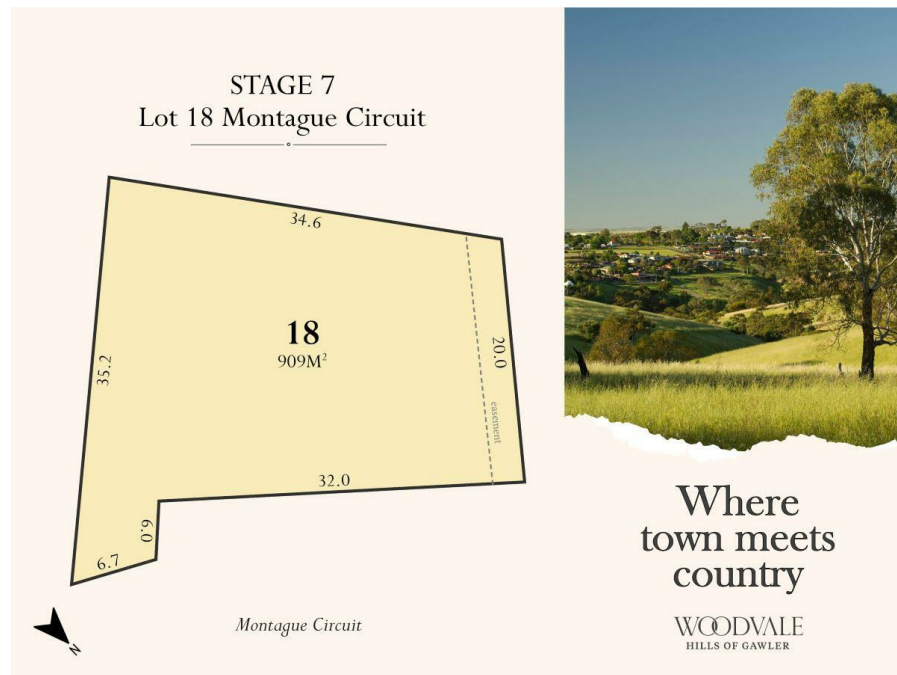 STAGE 7
Lot 18 Montague Circuit
34.6
18
909M²
35.2
20.0
easement
32.0
6.0
6.7
Montague Circuit
N
Where
town meets
country
WOODVALE
HILLS OF GAWLER